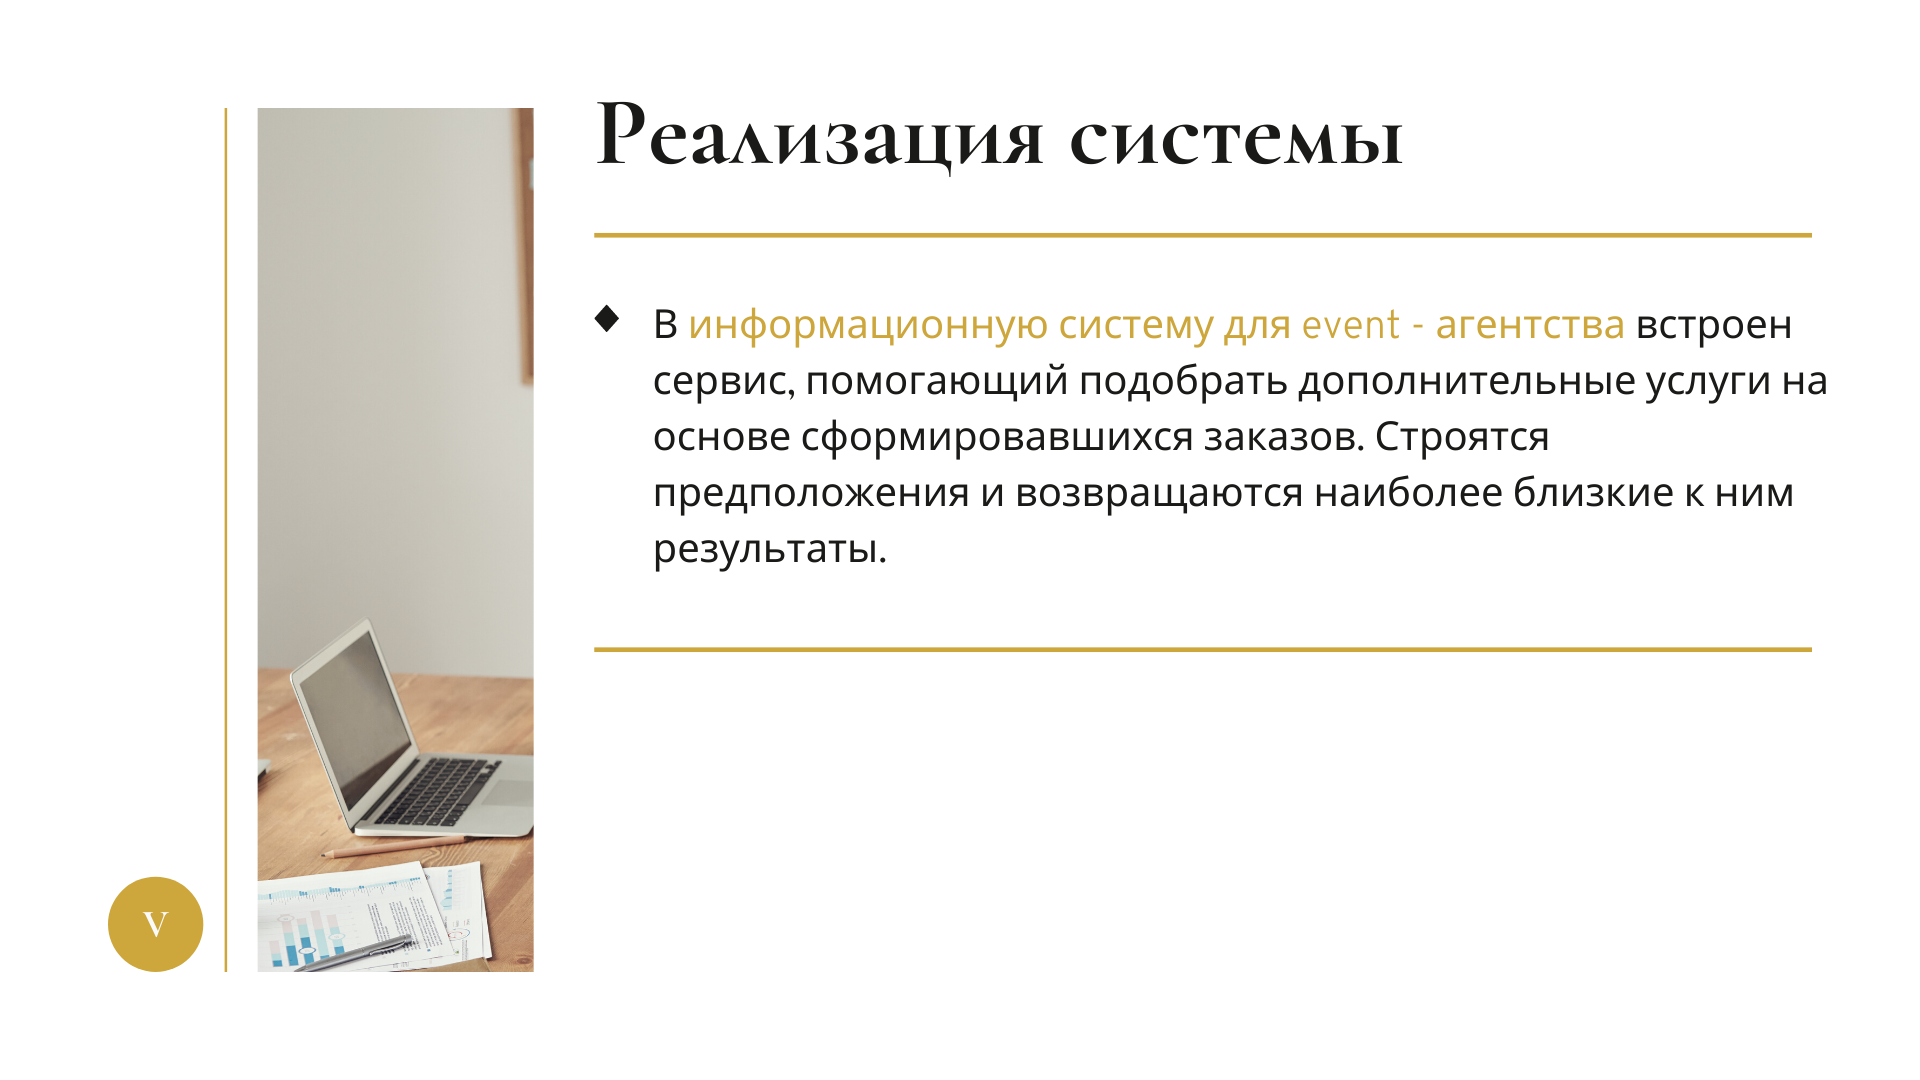 Реализация системы
В информационную систему для event - агентства встроен
сервис, помогающий подобрать дополнительные услуги на
основе сформировавшихся заказов. Строятся
предположения и возвращаются наиболее близкие к ним
результаты.
V